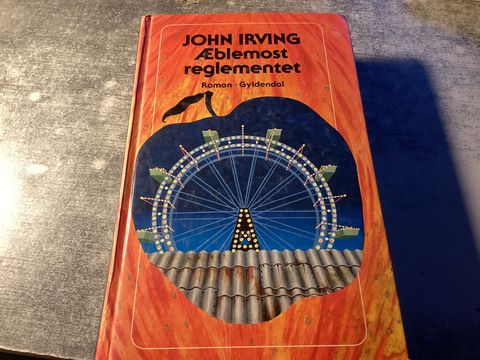 JOHN IRVING
Æblemost
reglementet
Roman · Gyldendal